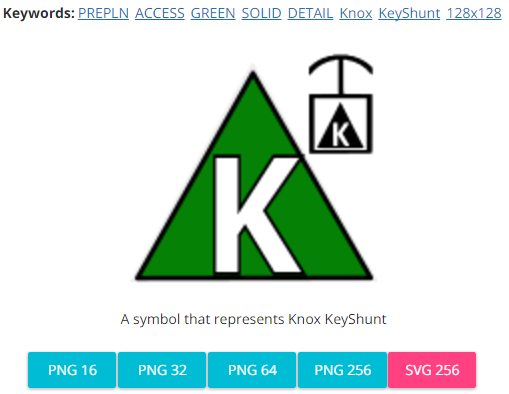 Keywords: PREPLN ACCESS GREEN SOLID DETAIL Knox KeyShunt 128x128
K
K
A symbol that represents Knox KeyShunt
PNG 16 PNG 32 PNG 64 PNG 256 SVG 256